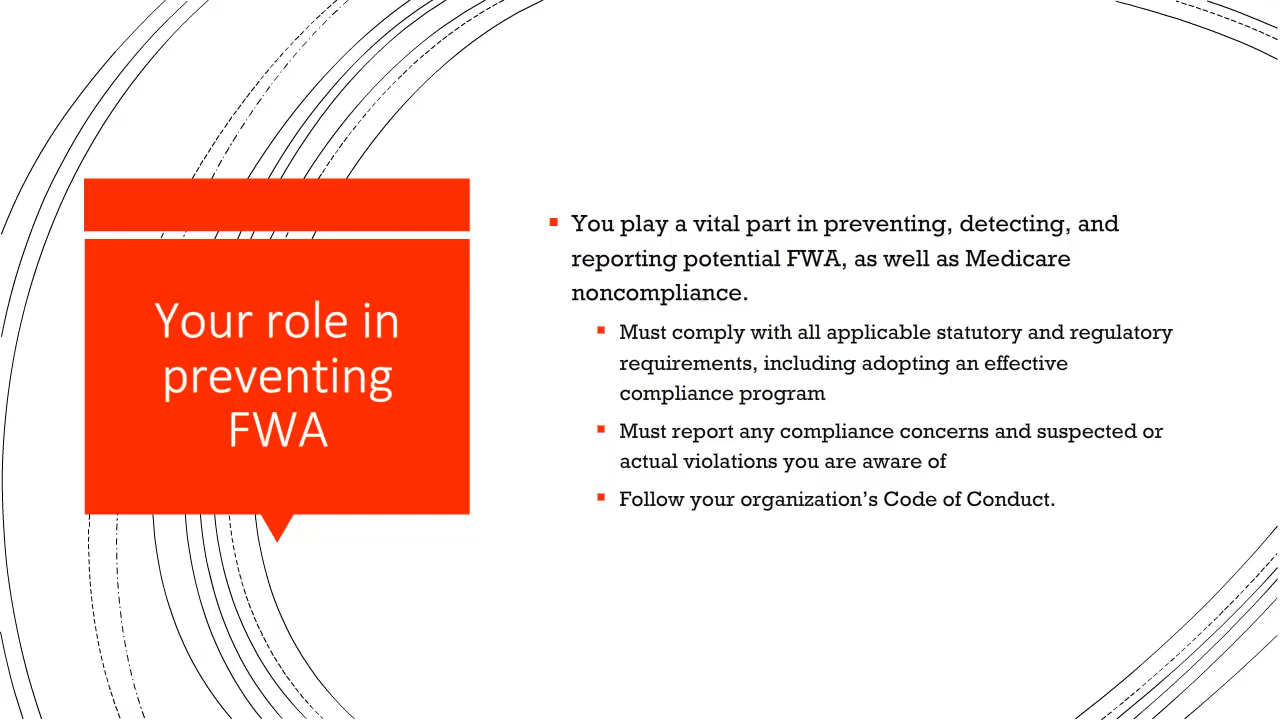 Your role in
preventing
FWA
You play a vital part in preventing, detecting, and
reporting potential FWA, as well as Medicare
noncompliance.
Must comply with all applicable statutory and regulatory
requirements, including adopting an effective
compliance program
Must report any compliance concerns and suspected or
actual violations you are aware of
Follow your organization’s Code of Conduct.